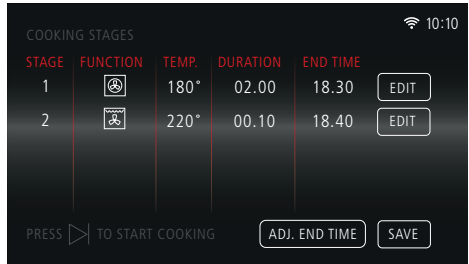 10:10
COOKING STAGES
STAGE FUNCTION TEMP. DURATION END TIME
1 180° 02.00 18.30 EDIT
2 220° 00.10 18.40 EDIT
PRESS TO START COOKING ADJ. END TIME SAVE